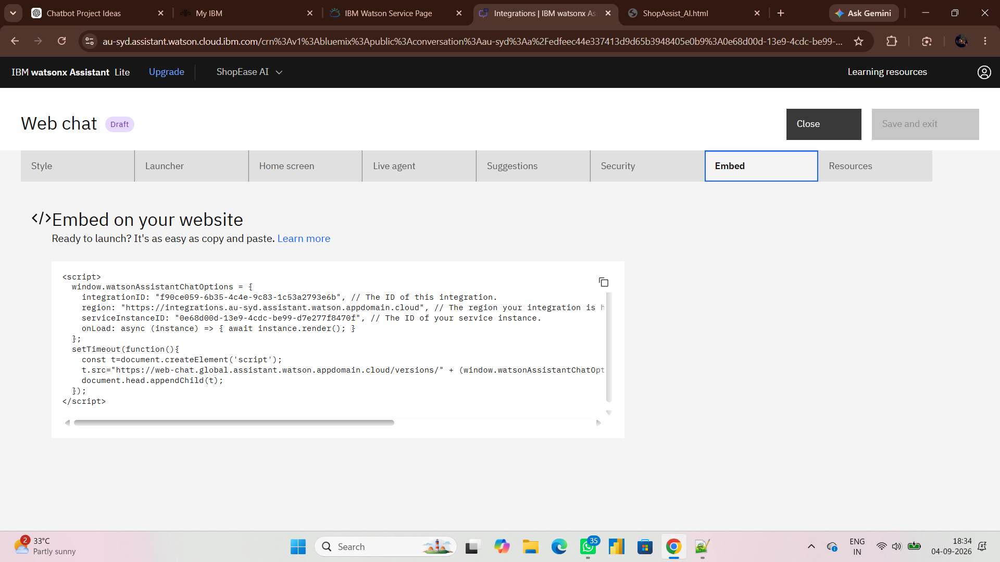 Chatbot Project Ideas
My IBM
IBM Watson Service Page
Integrations | IBM watsonx As
ShopAssist_AI.html
Ask Gemini
au-syd.assistant.watson.cloud.ibm.com/crn%3Av1%3Abluemix%3Apublic%3Aconversation%3Aau-syd%3Aa%2Fedfeec44e337413d9d65b3948405e0b9%3A0e68d00d-13e9-4cdc-be99-...
IBM watsonx Assistant Lite
Upgrade
ShopEase AI
Learning resources
Web chat
Draft
Close
Save and exit
Style
Launcher
Home screen
Live agent
Suggestions
Security
Embed
Resources
</>Embed on your website
Ready to launch? It's as easy as copy and paste. Learn more
<script>
window.watsonAssistantChatOptions = {
integrationID: "f90ce059-6b35-4c4e-9c83-1c53a2793e6b", // The ID of this integration.
region: "https://integrations.au-syd.assistant.watson.appdomain.cloud", // The region your integration is h
serviceInstanceID: "0e68d00d-13e9-4cdc-be99-d7e277f8470f", // The ID of your service instance.
onLoad: async (instance) => { await instance.render(); }
};
setTimeout(function(){
const t=document.createElement('script');
t.src="https://web-chat.global.assistant.watson.appdomain.cloud/versions/" + (window.watsonAssistantChatOpt
document.head.appendChild(t);
});
</script>
2
33°C
Partly sunny
Search
35
ENG
IN
18:34
04-09-2026